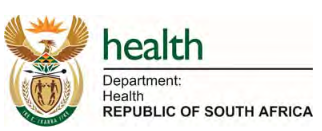 health
Department:
Health
REPUBLIC OF SOUTH AFRICA